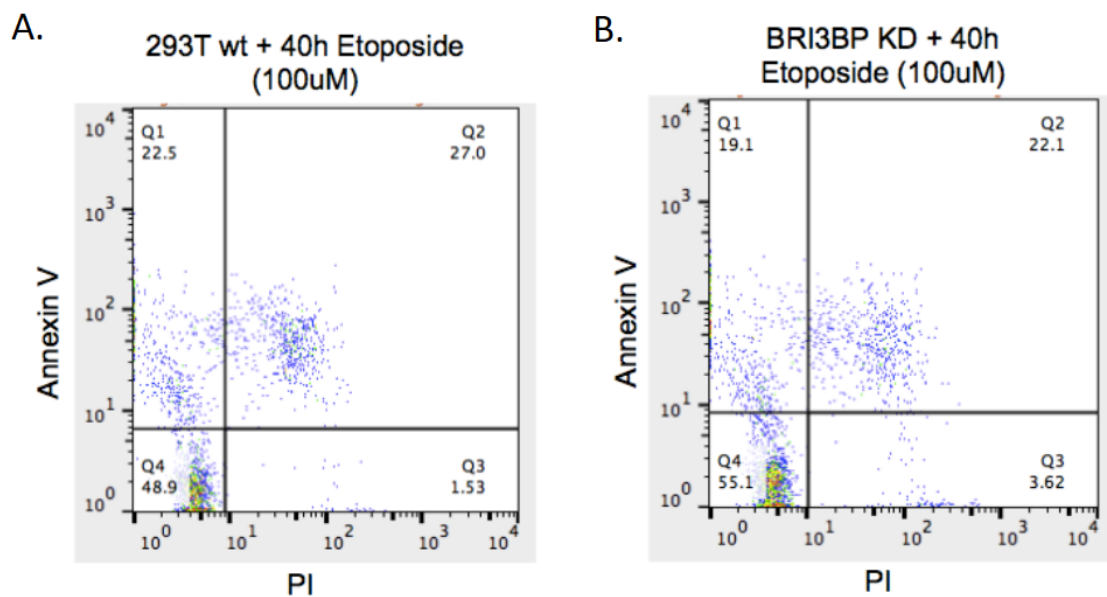 A.
293T wt + 40h Etoposide
(100uM)
Q1
22.5
Q2
27.0
Q4
48.9
Q3
1.53
10^4
10^3
10^2
10^1
10^0
Annexin V
10^0 10^1 10^2 10^3 10^4
PI
B.
BRI3BP KD + 40h
Etoposide (100uM)
Q1
19.1
Q2
22.1
Q4
55.1
Q3
3.62
10^4
10^3
10^2
10^1
10^0
Annexin V
10^0 10^1 10^2 10^3 10^4
PI